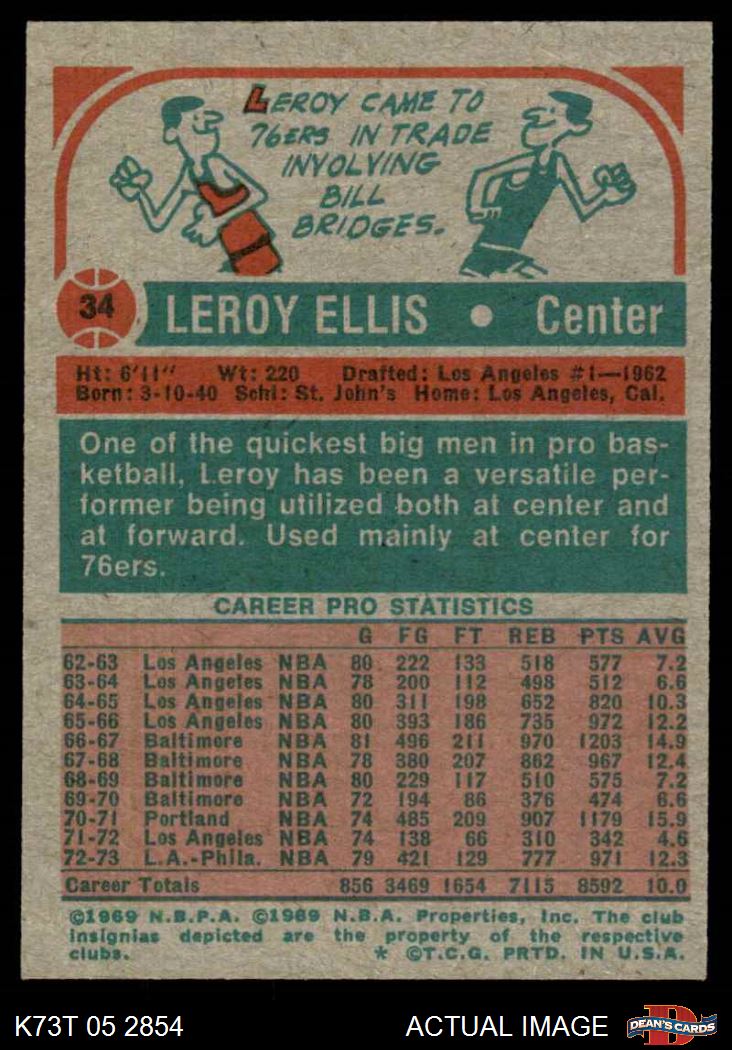 LEROY CAME TO
76ERS IN TRADE
INVOLVING
BILL
BRIDGES.
34 LEROY ELLIS • Center
Ht: 6'11" Wt: 220 Drafted: Los Angeles #1—1962
Born: 3-10-40 Schl: St. John's Home: Los Angeles, Cal.
One of the quickest big men in pro bas-
ketball, Leroy has been a versatile per-
former being utilized both at center and
at forward. Used mainly at center for
76ers.
CAREER PRO STATISTICS
G FG FT REB PTS AVG
62-63 Los Angeles NBA 80 222 133 518 577 7.2
63-64 Los Angeles NBA 78 200 112 498 512 6.6
64-65 Los Angeles NBA 80 311 198 652 820 10.3
65-66 Los Angeles NBA 80 393 186 735 972 12.2
66-67 Baltimore NBA 81 496 211 970 1203 14.9
67-68 Baltimore NBA 78 380 207 862 967 12.4
68-69 Baltimore NBA 80 229 117 510 575 7.2
69-70 Baltimore NBA 72 194 86 376 474 6.6
70-71 Portland NBA 74 485 209 907 1179 15.9
71-72 Los Angeles NBA 74 138 66 310 342 4.6
72-73 L.A.-Phila. NBA 79 421 129 777 971 12.3
Career Totals 856 3469 1654 7115 8592 10.0
©1969 N.B.P.A. ©1969 N.B.A. Properties, Inc. The club
insignias depicted are the property of the respective
clubs. * ©T.C.G. PRTD. IN U.S.A.
K73T 05 2854 ACTUAL IMAGE D DEAN'S CARDS